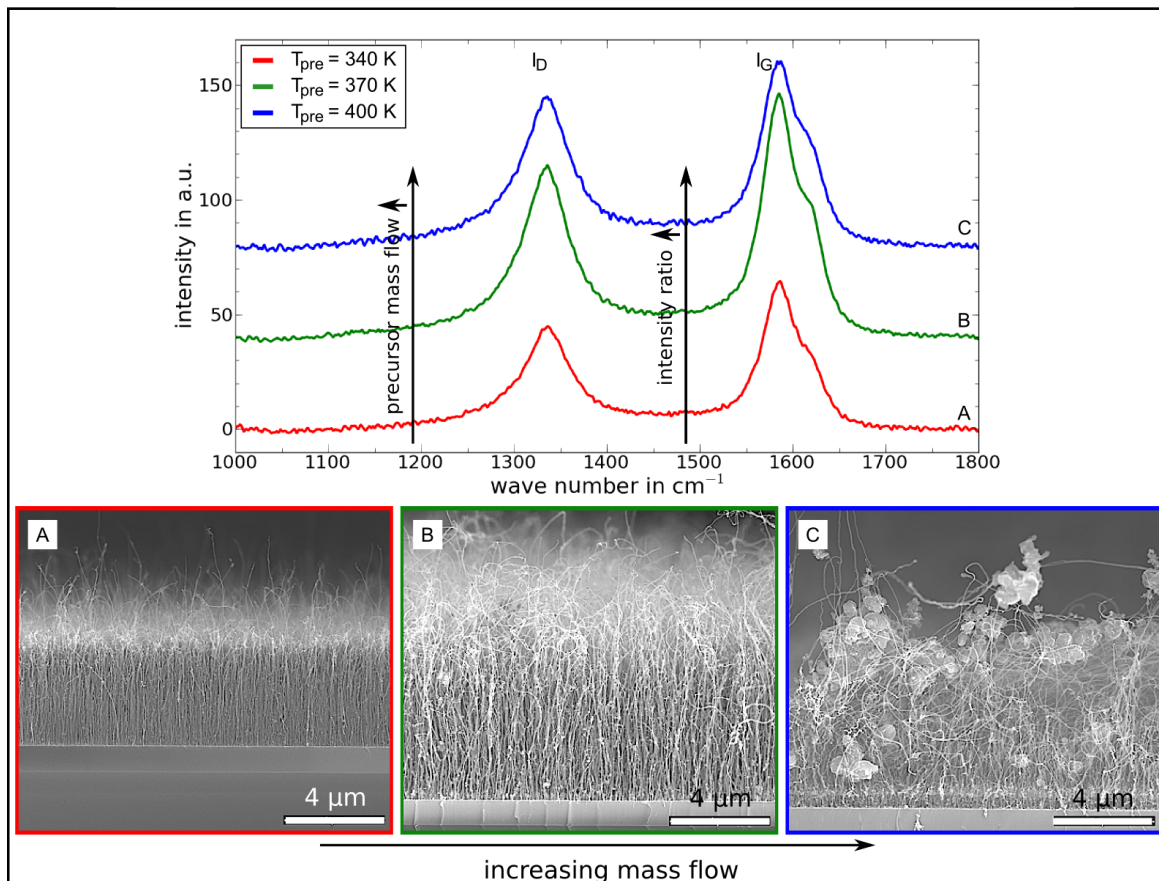 T_pre = 340 K
T_pre = 370 K
T_pre = 400 K
I_D
I_G
150
100
50
0
intensity in a.u.
precursor mass flow
intensity ratio
C
B
A
1000 1100 1200 1300 1400 1500 1600 1700 1800
wave number in cm⁻¹
A
B
C
4 µm
4 µm
4 µm
increasing mass flow